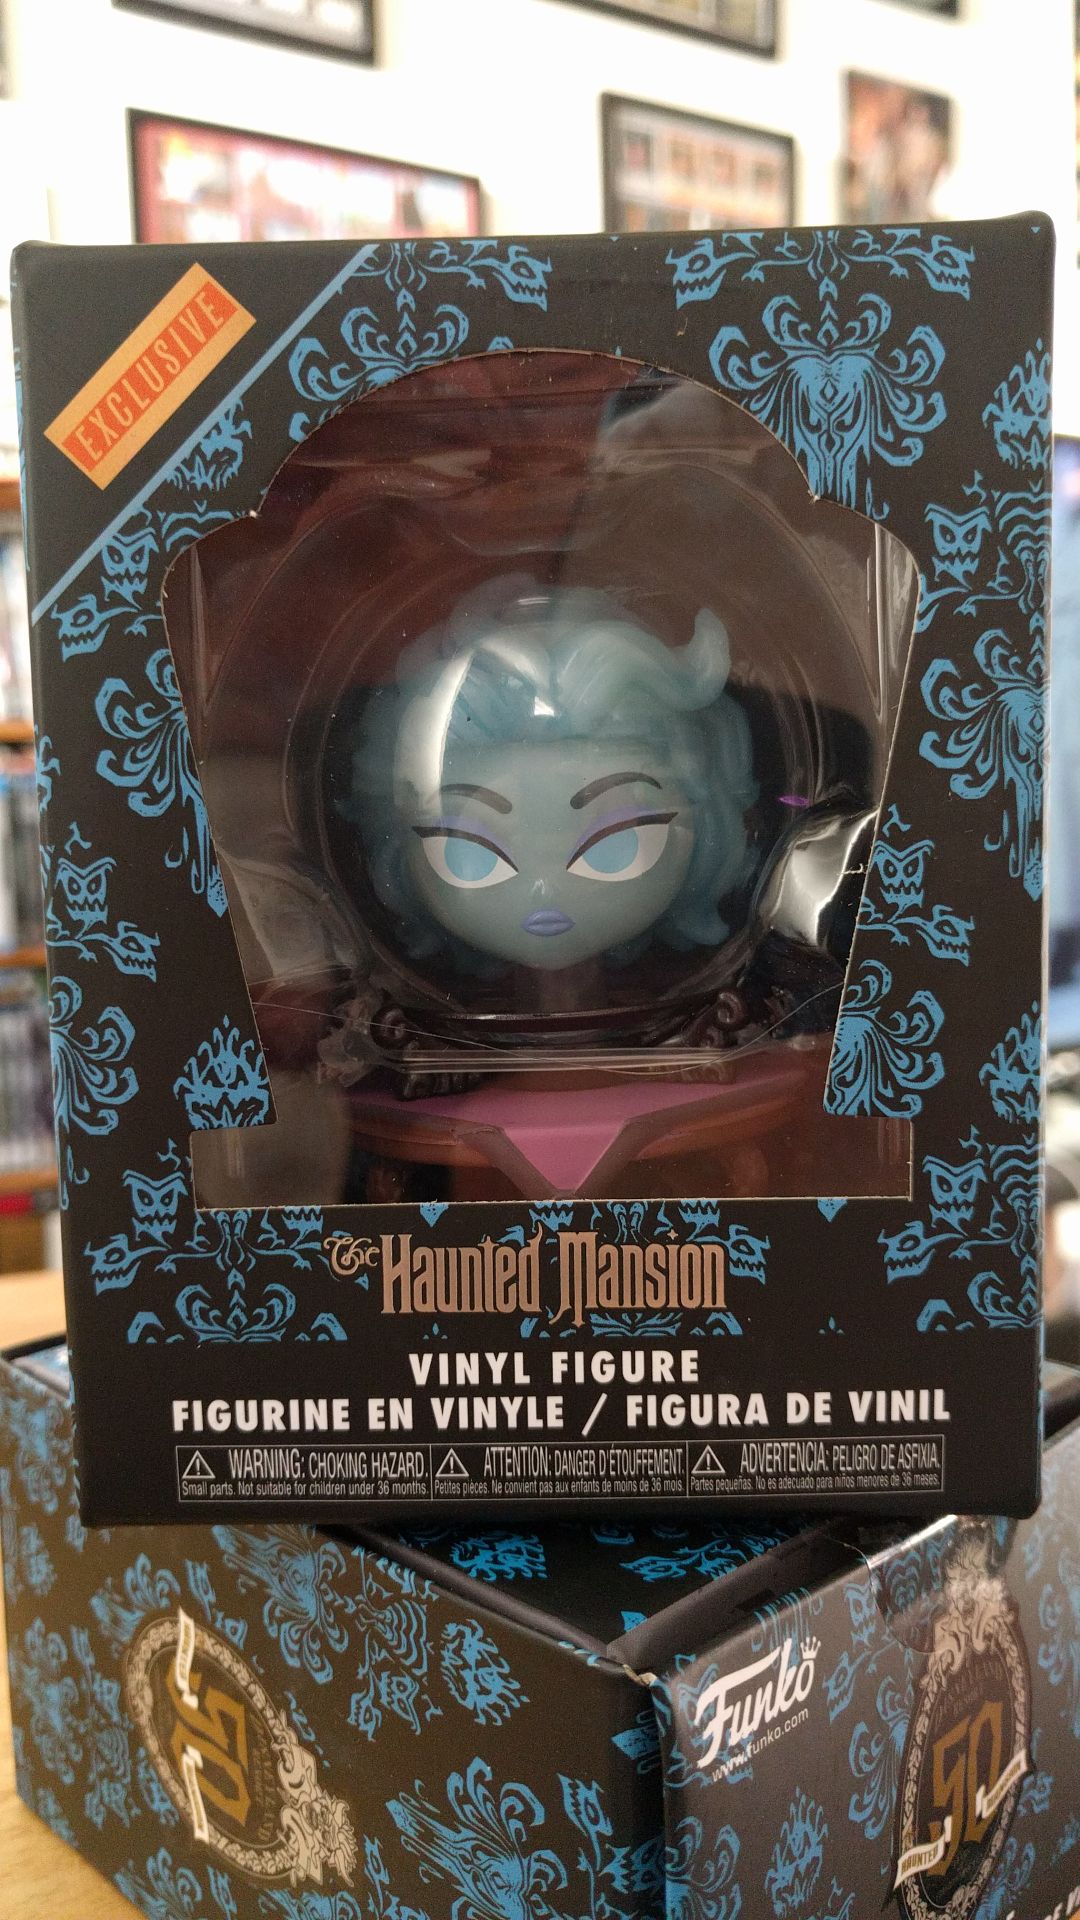 EXCLUSIVE
The Haunted Mansion
VINYL FIGURE
FIGURINE EN VINYLE / FIGURA DE VINIL
WARNING: CHOKING HAZARD.
Small parts. Not suitable for children under 36 months.
ATTENTION: DANGER D'ÉTOUFFEMENT.
Petites pièces. Ne convient pas aux enfants de moins de 36 mois.
ADVERTENCIA: PELIGRO DE ASFIXIA.
Partes pequeñas. No es adecuado para niños menores de 36 meses.
50
Funko
www.funko.com
50
HAUNTED